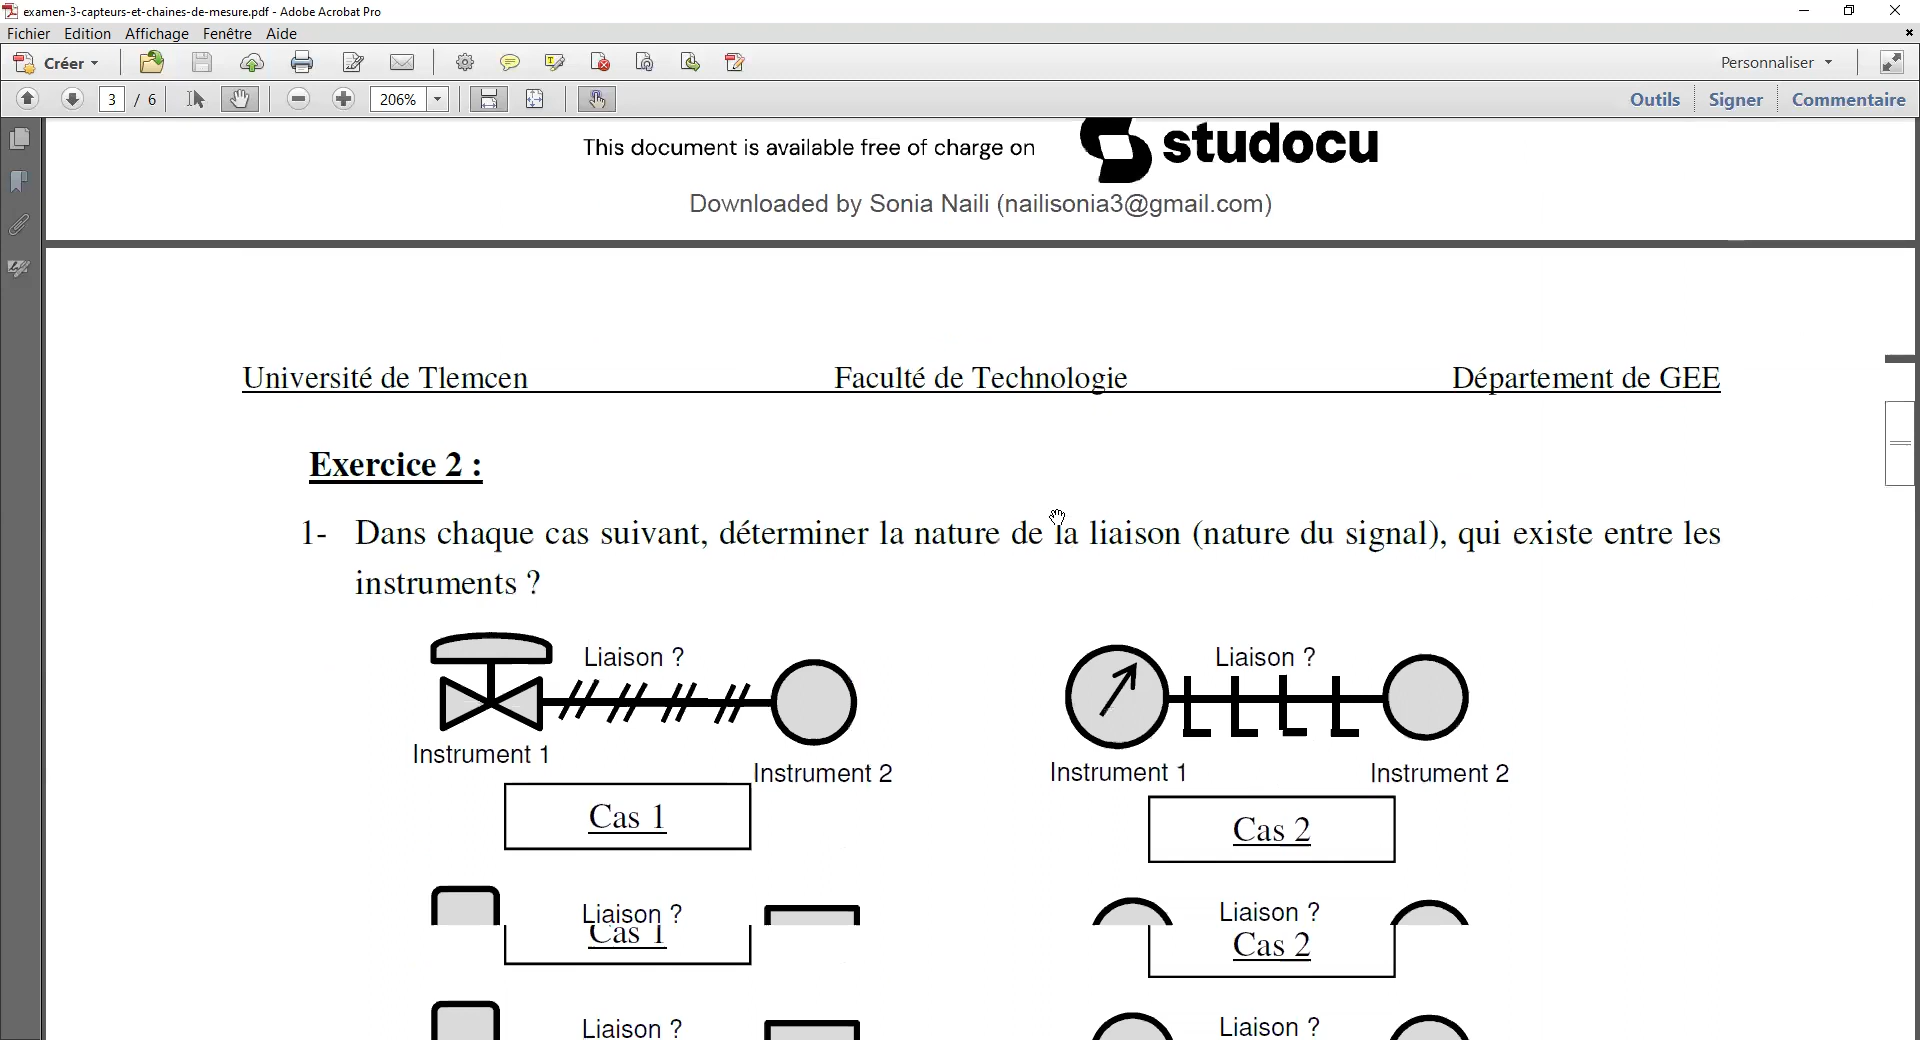 examen-3-capteurs-et-chaines-de-mesure.pdf - Adobe Acrobat Pro
Fichier Edition Affichage Fenêtre Aide
Créer
Personnaliser
3 / 6
206%
Outils Signer Commentaire
This document is available free of charge on studocu
Downloaded by Sonia Naili (nailisonia3@gmail.com)
Université de Tlemcen Faculté de Technologie Département de GEE
Exercice 2 :
1- Dans chaque cas suivant, déterminer la nature de la liaison (nature du signal), qui existe entre les
instruments ?
Liaison ? Liaison ?
Instrument 1 Instrument 2 Instrument 1 Instrument 2
Cas 1 Cas 2
Liaison ? Liaison ?
Cas 1 Cas 2
Liaison ? Liaison ?